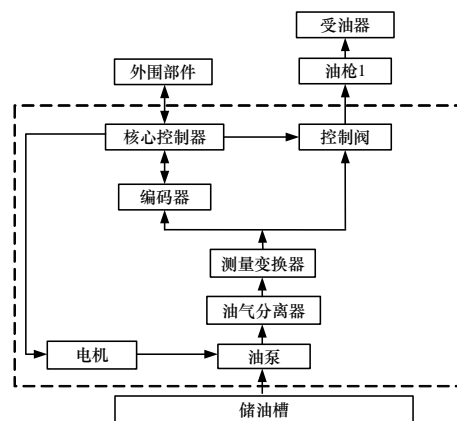 受油器
外围部件
油枪1
核心控制器
控制阀
编码器
测量变换器
油气分离器
电机
油泵
储油槽